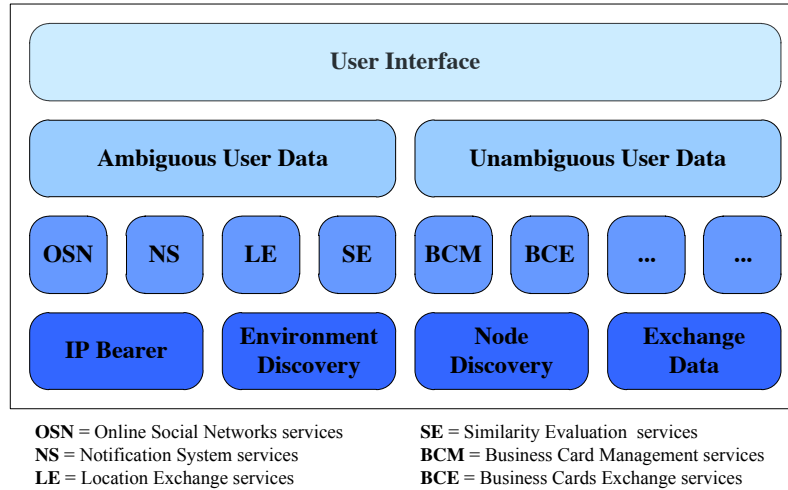 User Interface
Ambiguous User Data
Unambiguous User Data
OSN
NS
LE
SE
BCM
BCE
...
...
IP Bearer
Environment
Discovery
Node
Discovery
Exchange
Data
OSN = Online Social Networks services
NS = Notification System services
LE = Location Exchange services
SE = Similarity Evaluation services
BCM = Business Card Management services
BCE = Business Cards Exchange services